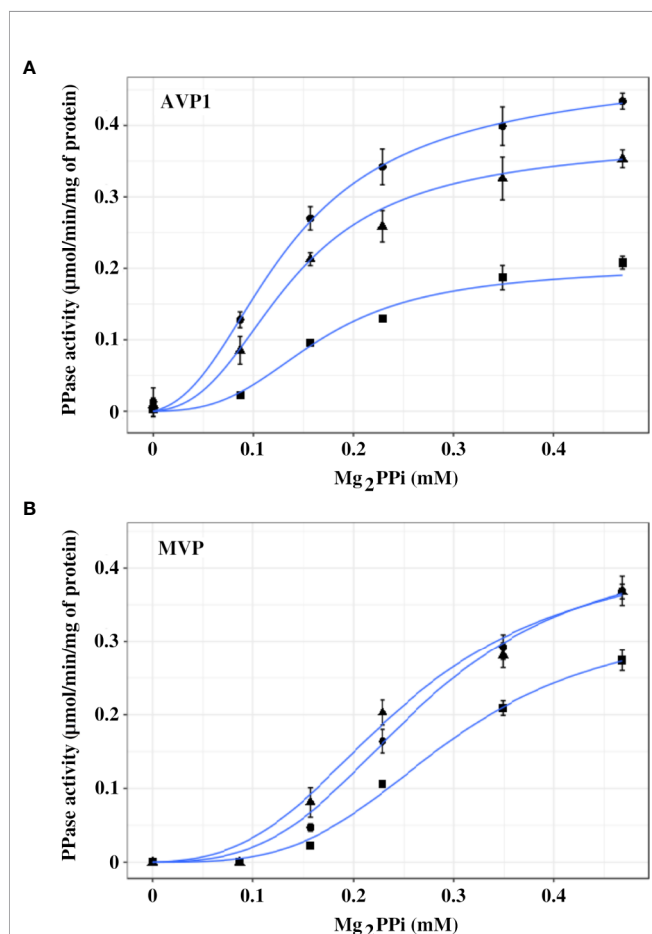 A
AVP1
PPase activity (μmol/min/mg of protein)
0.4
0.3
0.2
0.1
0
0 0.1 0.2 0.3 0.4
Mg2PPi (mM)
B
MVP
PPase activity (μmol/min/mg of protein)
0.4
0.3
0.2
0.1
0
0 0.1 0.2 0.3 0.4
Mg2PPi (mM)